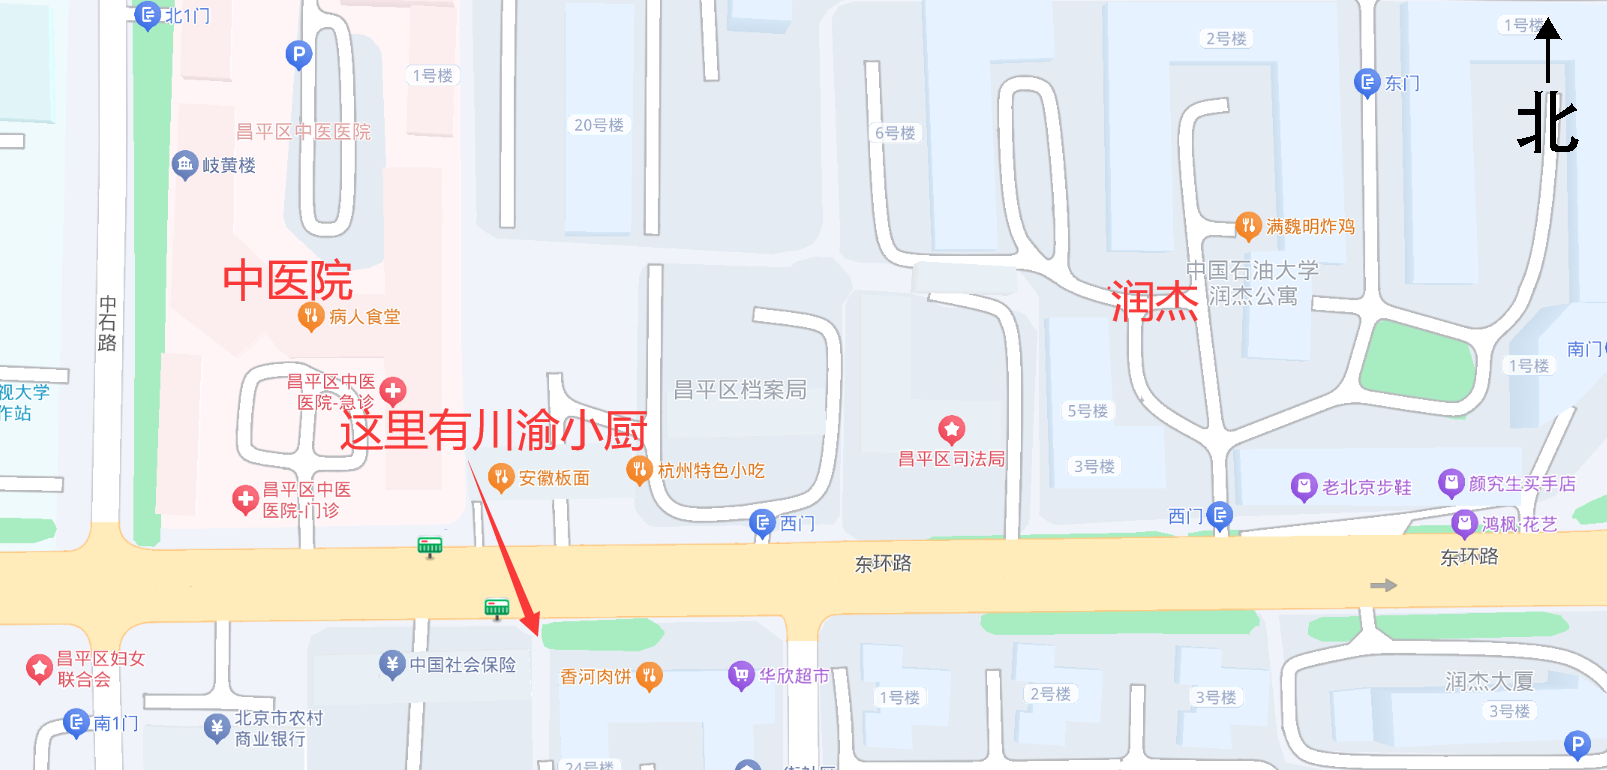 北1门
P
1号楼
20号楼
6号楼
2号楼
1号楼
东门
北
昌平区中医医院
岐黄楼
满魏明炸鸡
中国石油大学
润杰公寓
中医院
润杰
病人食堂
中石路
视大学
作站
昌平区中医
医院-急诊
昌平区档案局
1号楼
南门
5号楼
这里有川渝小厨
昌平区司法局
3号楼
安徽板面
杭州特色小吃
昌平区中医
医院-门诊
西门
西门
老北京步鞋
颜究生买手店
鸿枫·花艺
东环路
东环路
昌平区妇女
联合会
中国社会保险
香河肉饼
华欣超市
1号楼
2号楼
3号楼
润杰大厦
3号楼
南1门
北京市农村
商业银行
P
24号楼